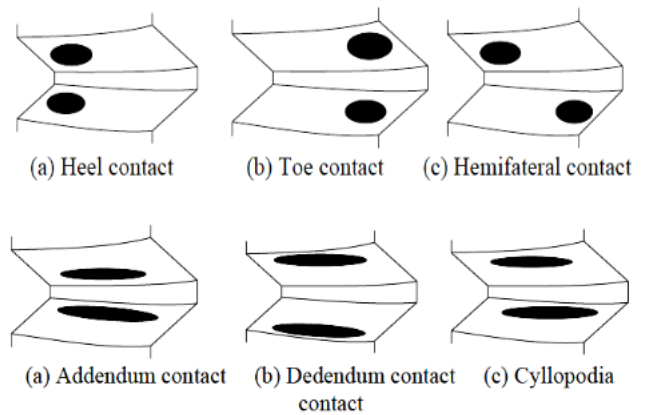 (a) Heel contact
(b) Toe contact
(c) Hemifateral contact
(a) Addendum contact
(b) Dedendum contact
contact
(c) Cyllopodia